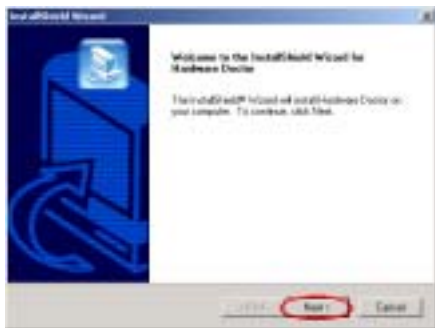 InstallShield Wizard
Welcome to the InstallShield Wizard for
Hardware Doctor
The InstallShield® Wizard will install Hardware Doctor on
your computer. To continue, click Next.
Next >
Cancel